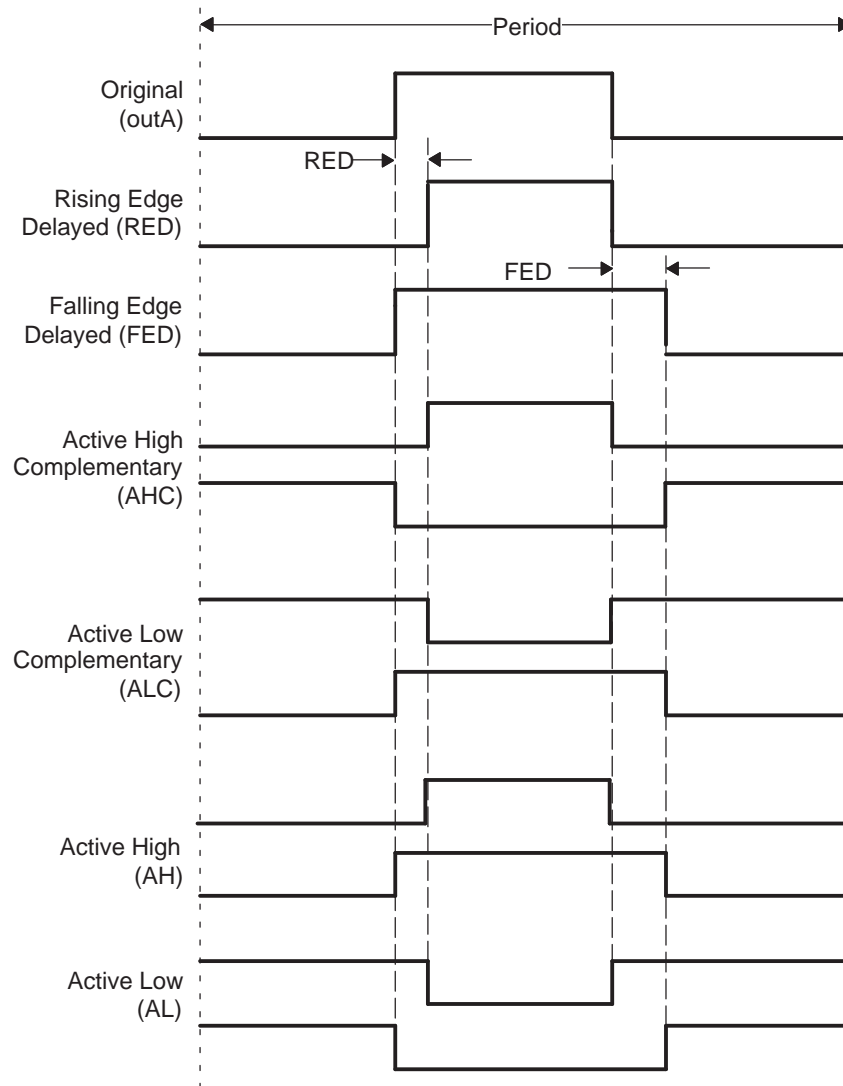 Period
Original
(outA)
RED
Rising Edge
Delayed (RED)
FED
Falling Edge
Delayed (FED)
Active High
Complementary
(AHC)
Active Low
Complementary
(ALC)
Active High
(AH)
Active Low
(AL)